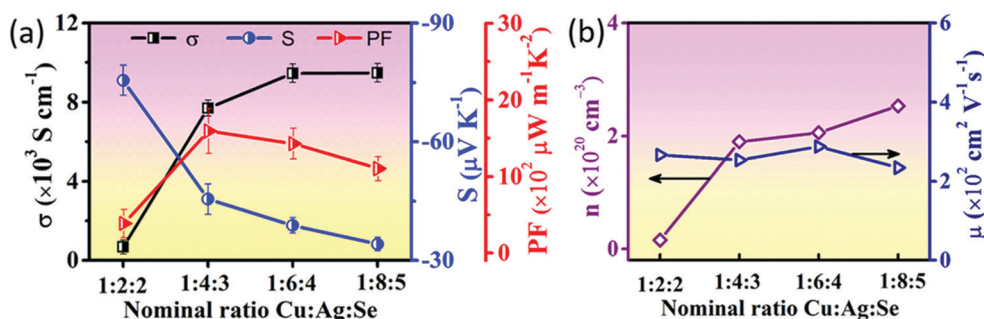 (a)
σ S PF
12
8
4
0
σ (×10³ S cm⁻¹)
-90
-60
-30
S (μV K⁻¹)
30
20
10
0
PF (×10² μW m⁻¹K⁻²)
1:2:2 1:4:3 1:6:4 1:8:5
Nominal ratio Cu:Ag:Se
(b)
4
2
0
n (×10²⁰ cm⁻³)
6
4
2
0
μ (×10² cm² V⁻¹s⁻¹)
1:2:2 1:4:3 1:6:4 1:8:5
Nominal ratio Cu:Ag:Se